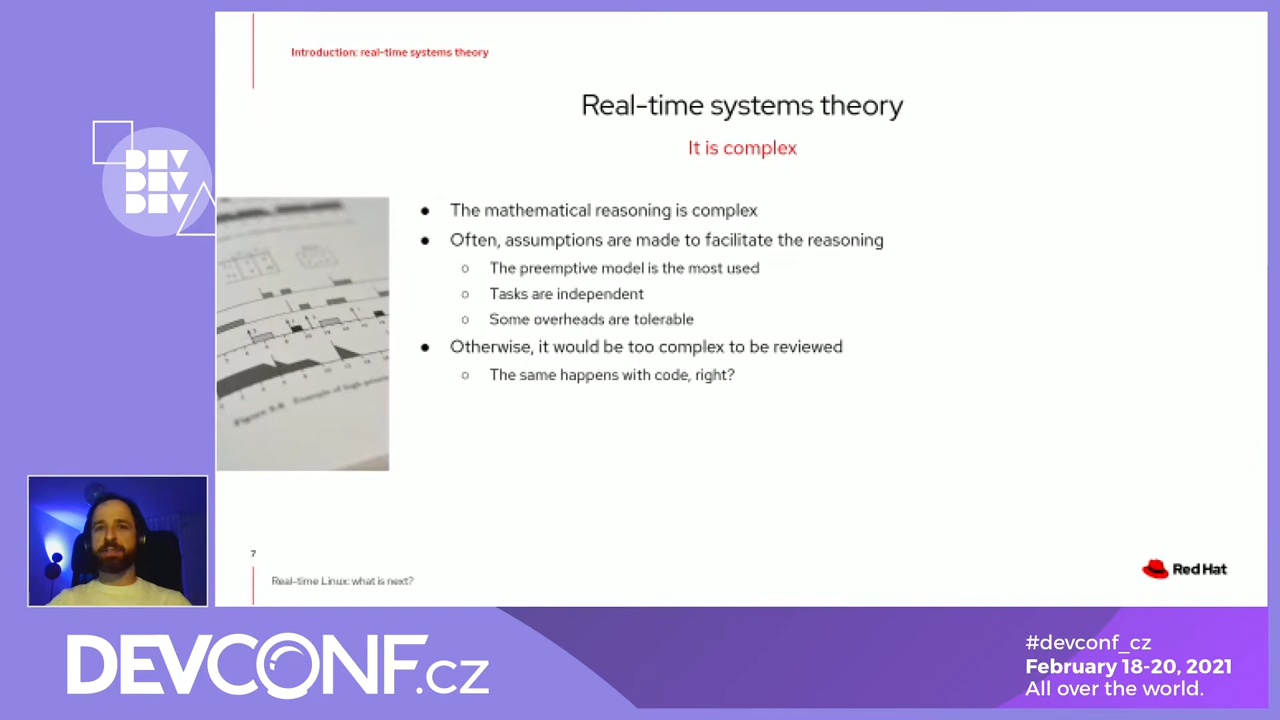 Introduction: real-time systems theory
Real-time systems theory
It is complex
● The mathematical reasoning is complex
● Often, assumptions are made to facilitate the reasoning
○ The preemptive model is the most used
○ Tasks are independent
○ Some overheads are tolerable
● Otherwise, it would be too complex to be reviewed
○ The same happens with code, right?
DEV
DEV
DEV
7
Real-time Linux: what is next?
Red Hat
DEVCONF.cz
#devconf_cz
February 18-20, 2021
All over the world.